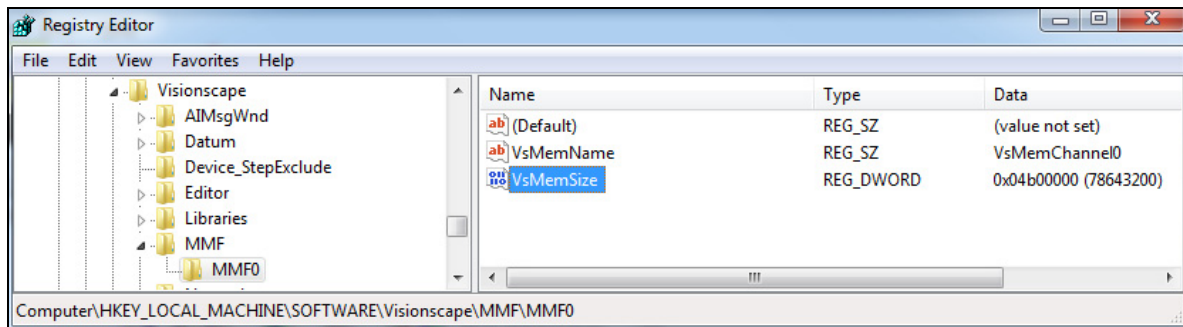 Registry Editor
File Edit View Favorites Help
Visionscape
AIMsgWnd
Datum
Device_StepExclude
Editor
Libraries
MMF
MMF0
Name Type Data
(Default) REG_SZ (value not set)
VsMemName REG_SZ VsMemChannel0
VsMemSize REG_DWORD 0x04b00000 (78643200)
Computer\HKEY_LOCAL_MACHINE\SOFTWARE\Visionscape\MMF\MMF0